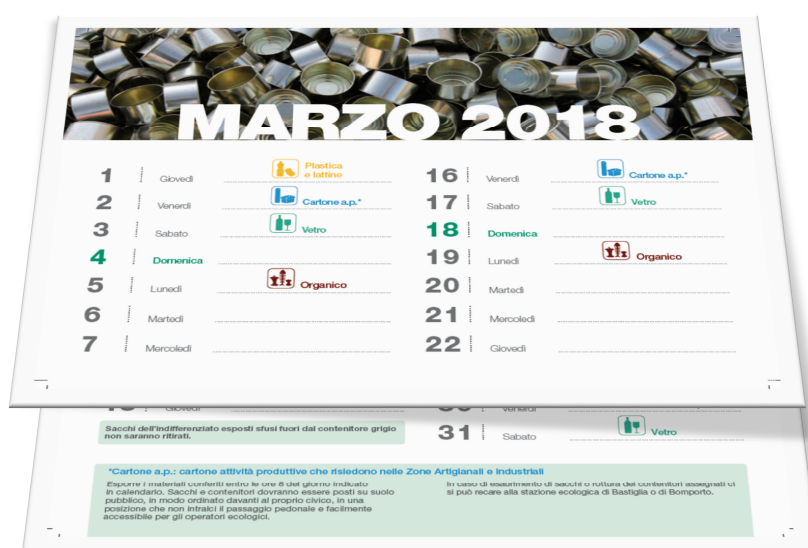 MARZO 2018
1 Giovedì Plastica
e lattine
2 Venerdì Cartone a.p.*
3 Sabato Vetro
4 Domenica
5 Lunedì Organico
6 Martedì
7 Mercoledì
16 Venerdì Cartone a.p.*
17 Sabato Vetro
18 Domenica
19 Lunedì Organico
20 Martedì
21 Mercoledì
22 Giovedì
Giovedì
Sacchi dell'indifferenziato esposti sfusi fuori dal contenitore grigio
non saranno ritirati.
30 Venerdì
31 Sabato Vetro
*Cartone a.p.: cartone attività produttive che risiedono nelle Zone Artigianali e industriali
Esporre i materiali conferiti entro le ore 6 del giorno indicato
in calendario. Sacchi e contenitori dovranno essere posti su suolo
pubblico, in modo ordinato davanti al proprio civico, in una
posizione che non intralci il passaggio pedonale e facilmente
accessibile per gli operatori ecologici.
In caso di esaurimento di sacchi o rottura dei contenitori assegnati ci
si può recare alla stazione ecologica di Bastiglia o di Bomporto.